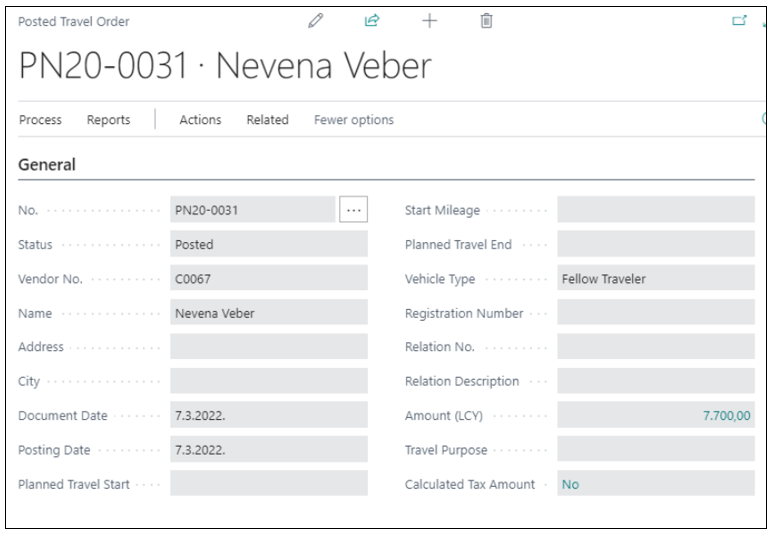 Posted Travel Order
PN20-0031 · Nevena Veber
Process Reports Actions Related Fewer options
General
No. PN20-0031 ...
Status Posted
Vendor No. C0067
Name Nevena Veber
Address
City
Document Date 7.3.2022.
Posting Date 7.3.2022.
Planned Travel Start
Start Mileage
Planned Travel End
Vehicle Type Fellow Traveler
Registration Number
Relation No.
Relation Description
Amount (LCY) 7.700,00
Travel Purpose
Calculated Tax Amount No